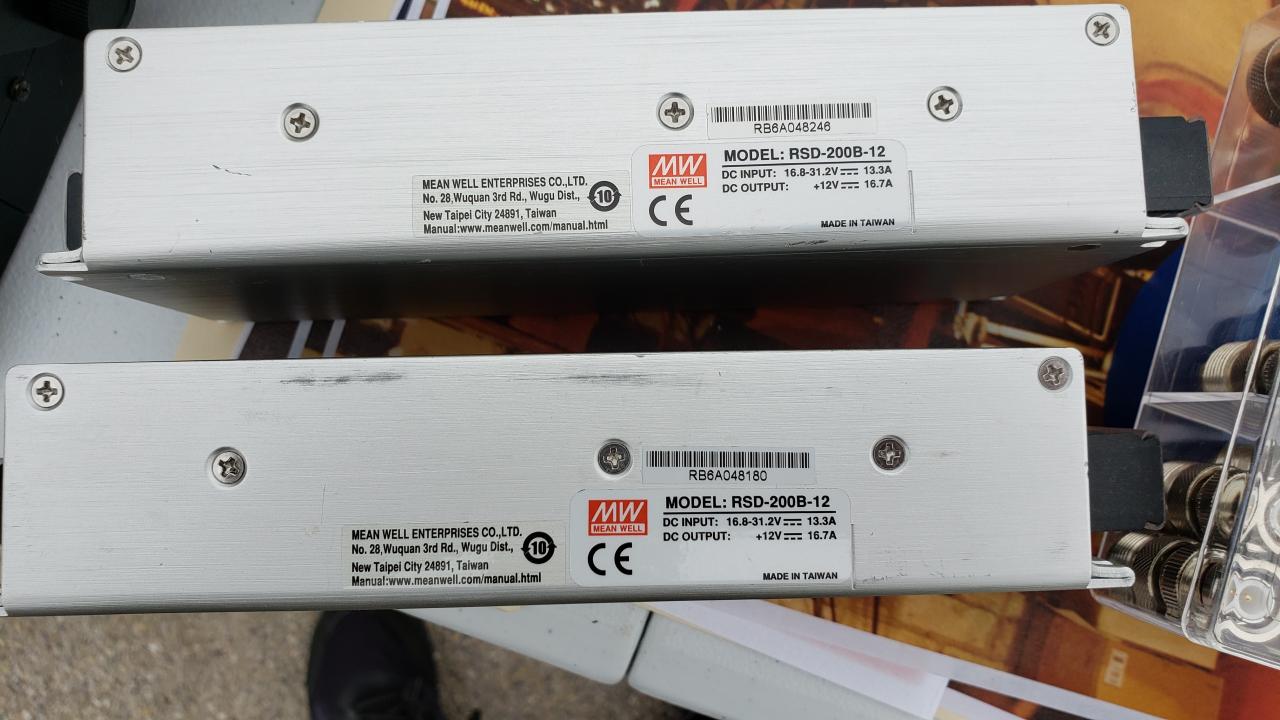 RB6A048246
MW
MEAN WELL
MODEL: RSD-200B-12
DC INPUT: 16.8-31.2V⎓ 13.3A
DC OUTPUT: +12V⎓ 16.7A
CE
MADE IN TAIWAN
MEAN WELL ENTERPRISES CO.,LTD.
No. 28,Wuquan 3rd Rd., Wugu Dist.,
10
New Taipei City 24891, Taiwan
Manual:www.meanwell.com/manual.html
RB6A048180
MW
MEAN WELL
MODEL: RSD-200B-12
DC INPUT: 16.8-31.2V⎓ 13.3A
DC OUTPUT: +12V⎓ 16.7A
CE
MADE IN TAIWAN
MEAN WELL ENTERPRISES CO.,LTD.
No. 28,Wuquan 3rd Rd., Wugu Dist.,
10
New Taipei City 24891, Taiwan
Manual:www.meanwell.com/manual.html